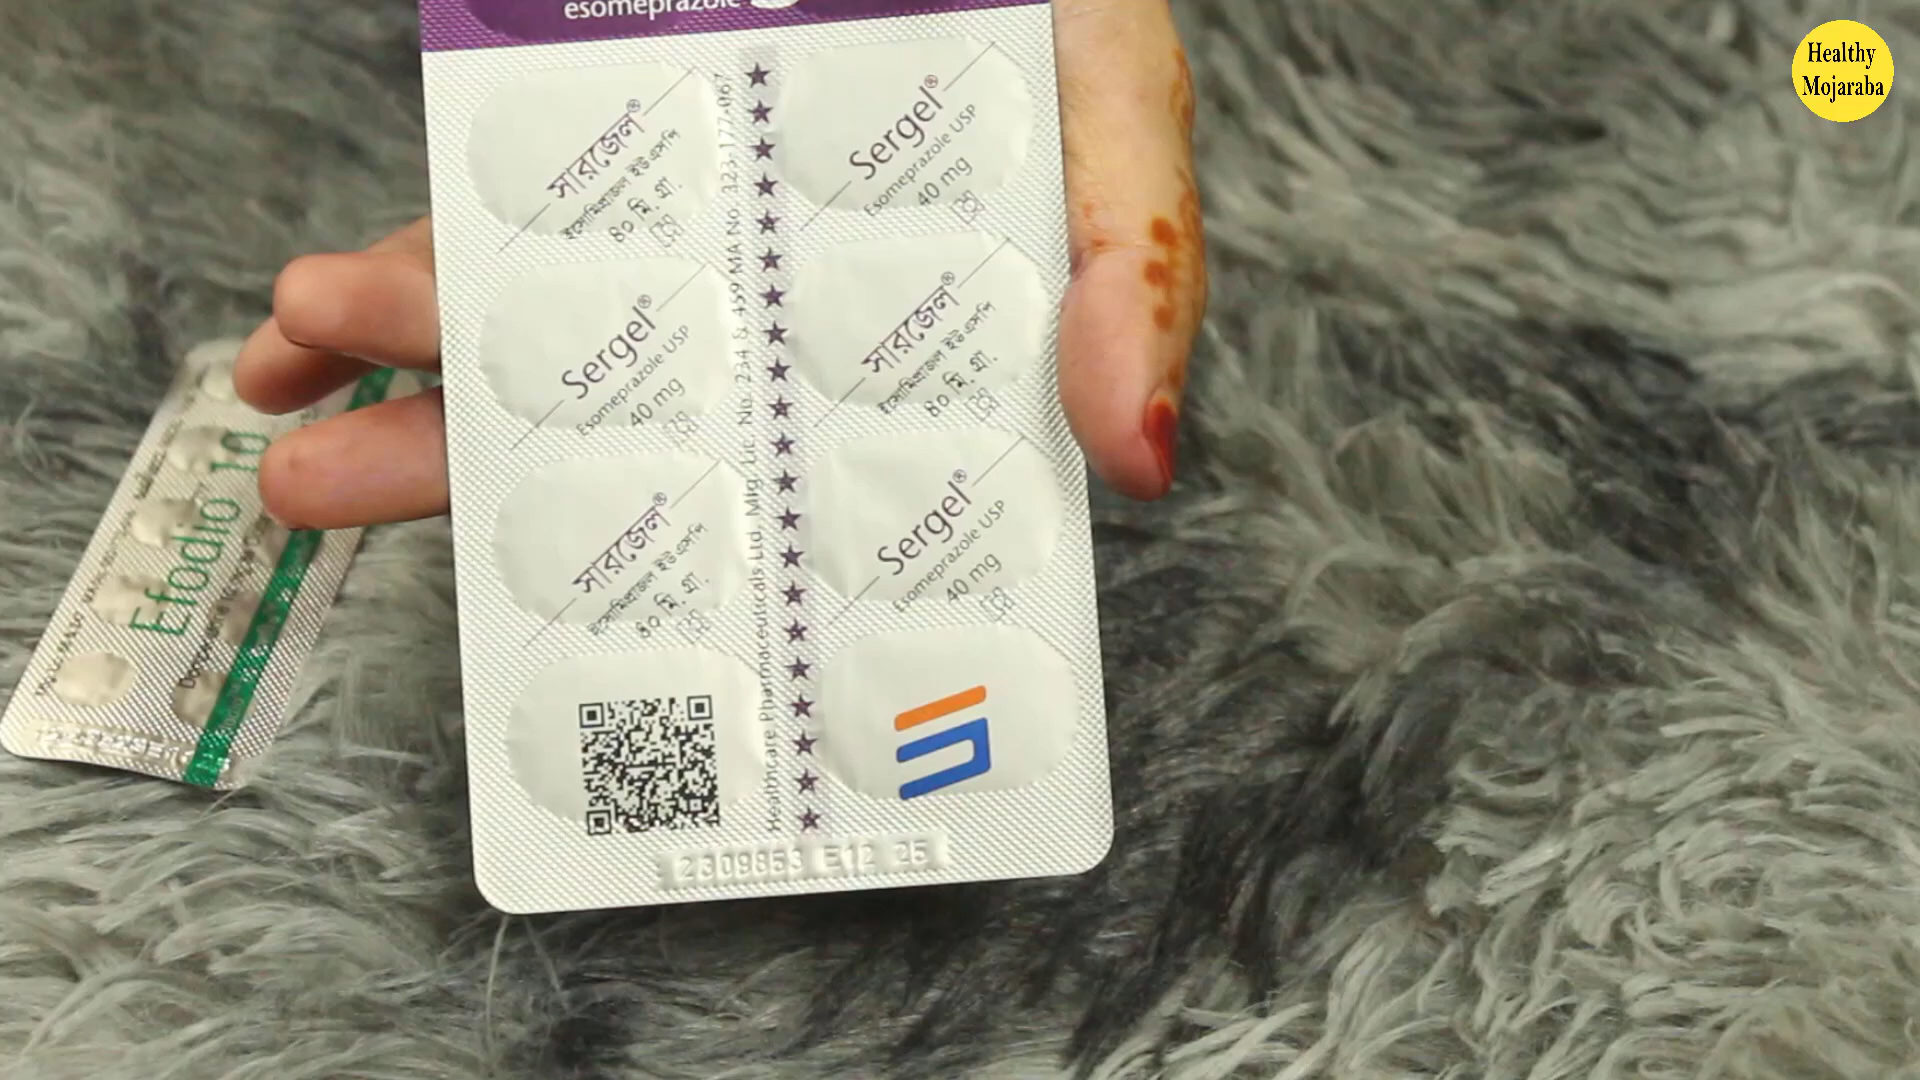 esomeprazole
Healthy
Mojaraba
সারজেল®
ইসোমিপ্রাজল ইউ এস পি
৪০ মি. গ্রা.
Sergel®
Esomeprazole USP
40 mg
Sergel®
Esomeprazole USP
40 mg
সারজেল®
ইসোমিপ্রাজল ইউ এস পি
৪০ মি. গ্রা.
সারজেল®
ইসোমিপ্রাজল ইউ এস পি
৪০ মি. গ্রা.
Sergel®
Esomeprazole USP
40 mg
Healthcare Pharmaceuticals Ltd. Mfg. Lic. No. 234 & 459 MA No. 323-177-067
E12 25
Efodio 10